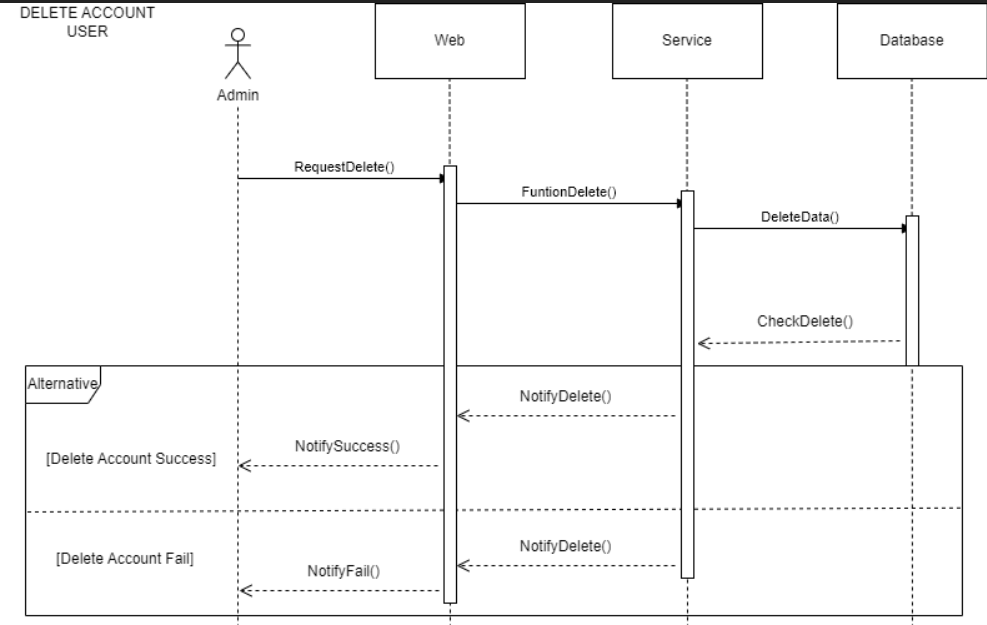 DELETE ACCOUNT
USER
Admin
Web
Service
Database
RequestDelete()
FuntionDelete()
DeleteData()
CheckDelete()
Alternative
NotifyDelete()
NotifySuccess()
[Delete Account Success]
NotifyDelete()
[Delete Account Fail]
NotifyFail()